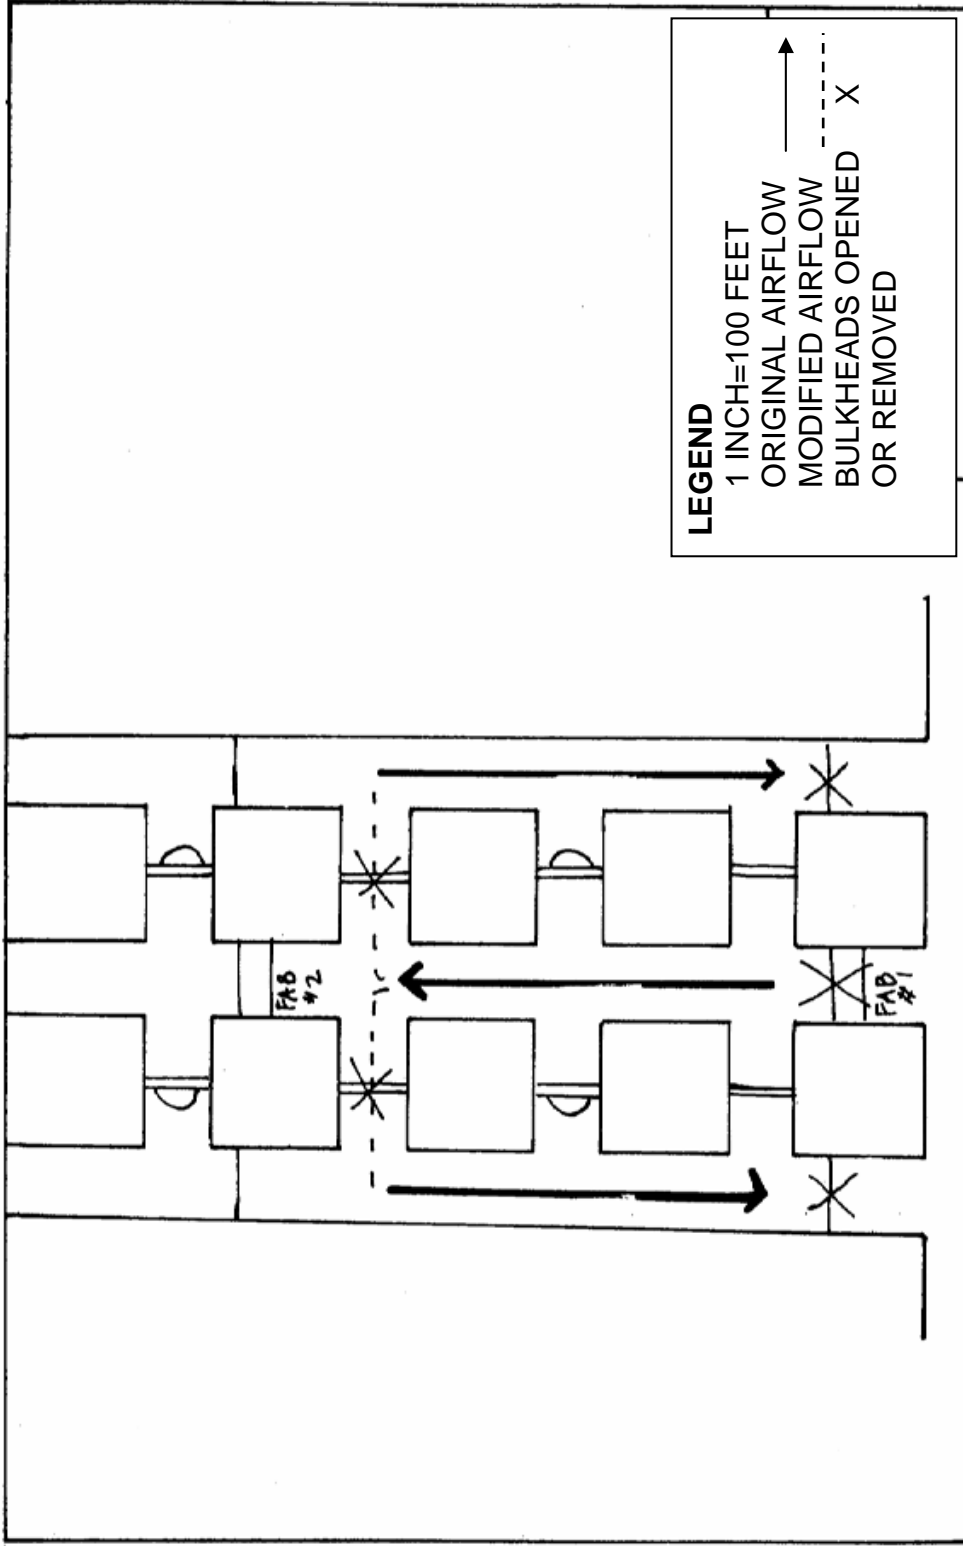 LEGEND
1 INCH=100 FEET
ORIGINAL AIRFLOW
MODIFIED AIRFLOW
BULKHEADS OPENED X
OR REMOVED
FAB
#2
FAB
#1